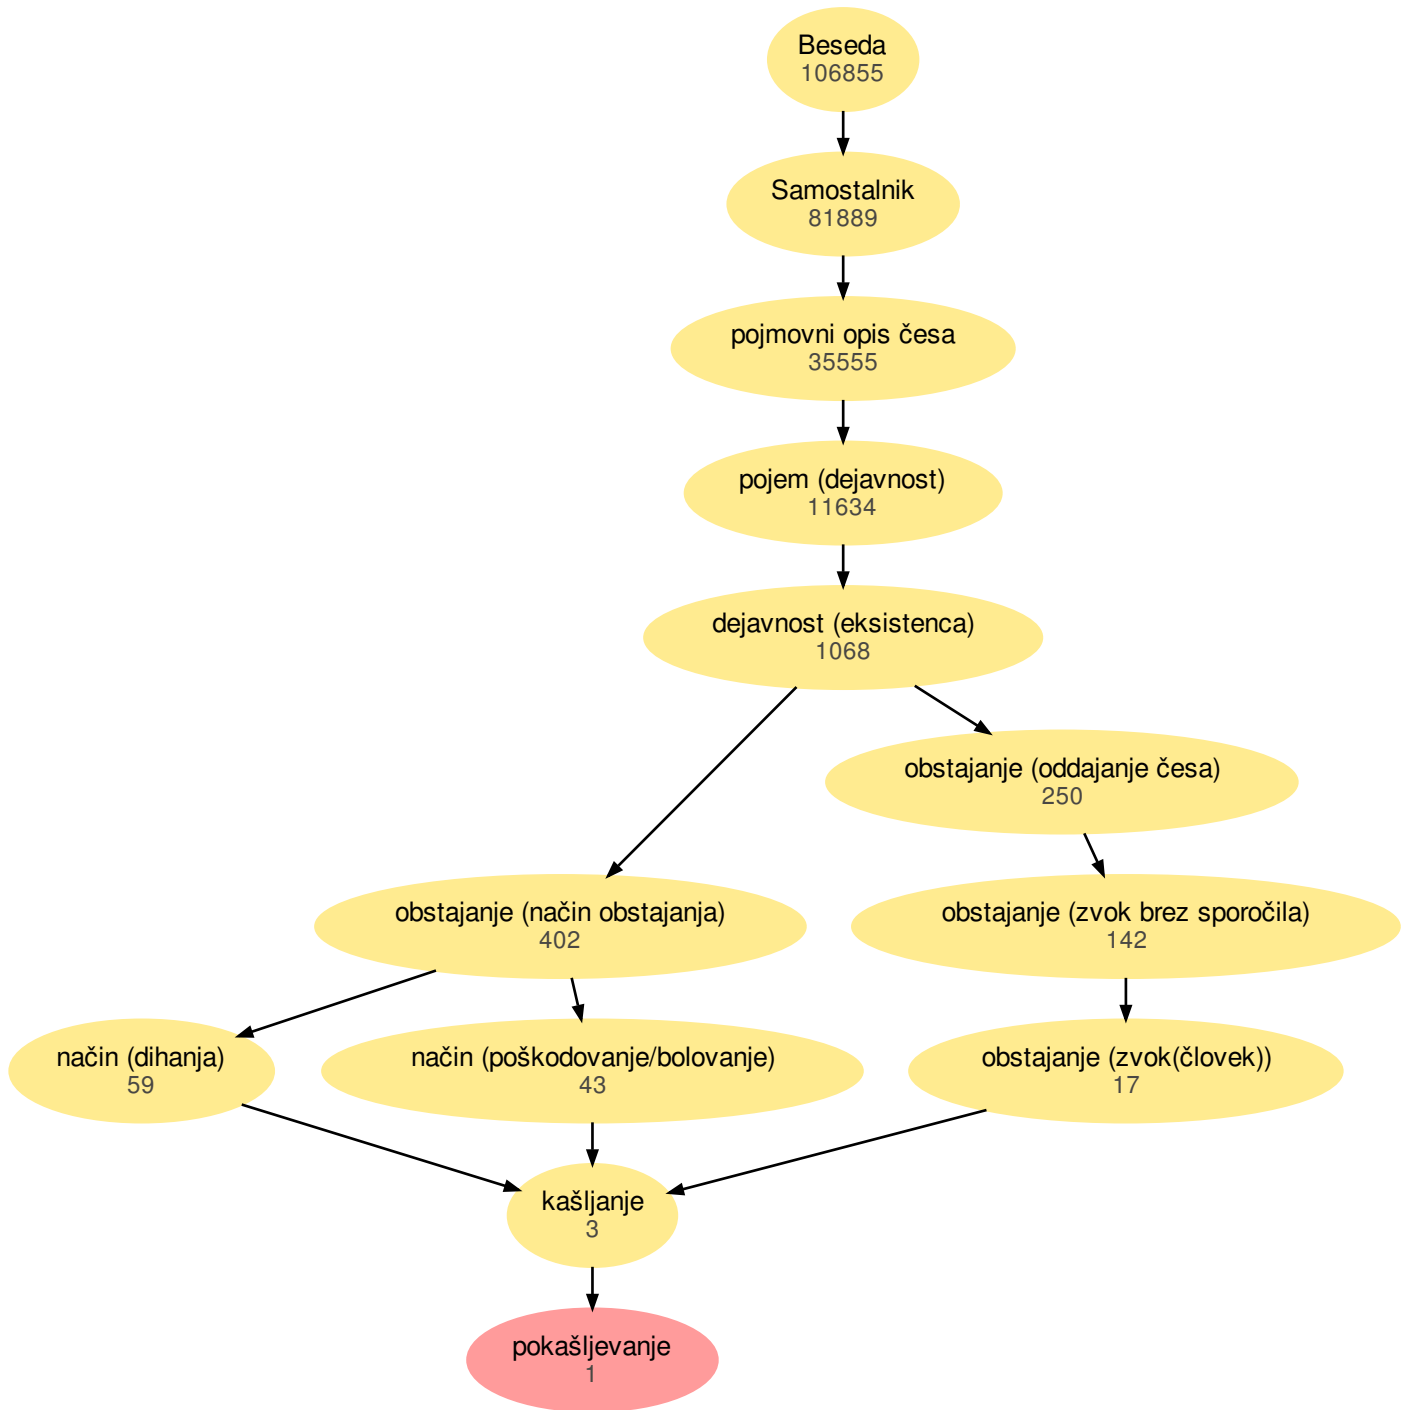 Beseda
106855
Samostalnik
81889
pojmovni opis česa
35555
pojem (dejavnost)
11634
dejavnost (eksistenca)
1068
obstajanje (oddajanje česa)
250
obstajanje (način obstajanja)
402
obstajanje (zvok brez sporočila)
142
način (dihanja)
59
način (poškodovanje/bolovanje)
43
obstajanje (zvok(človek))
17
kašljanje
3
pokašljevanje
1